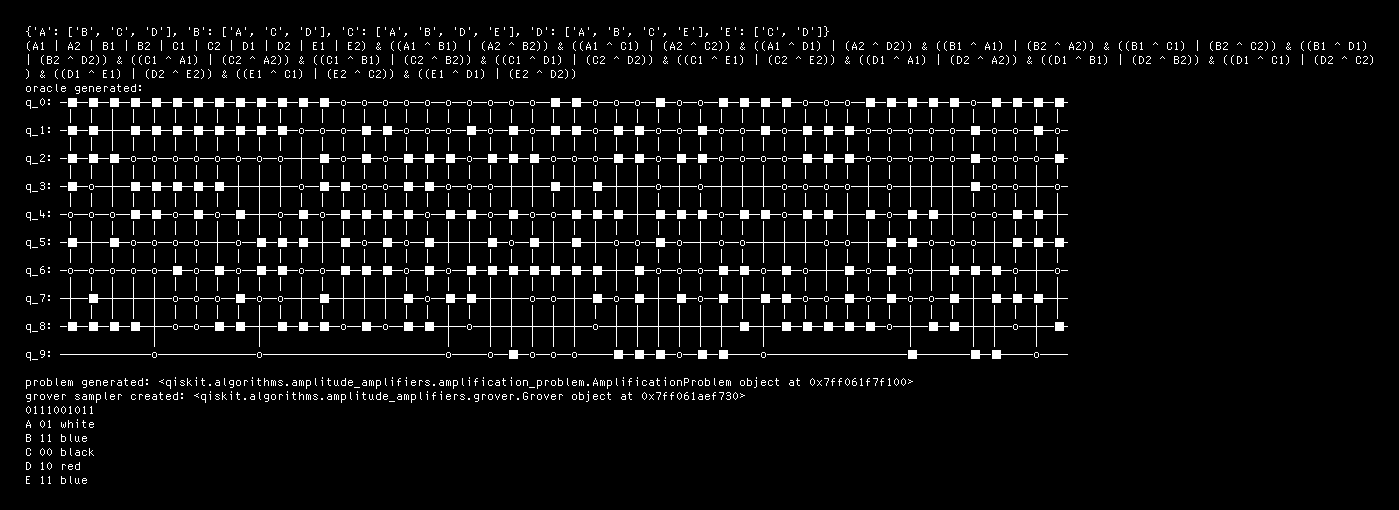 {'A': ['B', 'C', 'D'], 'B': ['A', 'C', 'D'], 'C': ['A', 'B', 'D', 'E'], 'D': ['A', 'B', 'C', 'E'], 'E': ['C', 'D']}
(A1 | A2 | B1 | B2 | C1 | C2 | D1 | D2 | E1 | E2) & ((A1 ^ B1) | (A2 ^ B2)) & ((A1 ^ C1) | (A2 ^ C2)) & ((A1 ^ D1) | (A2 ^ D2)) & ((B1 ^ A1) | (B2 ^ A2)) & ((B1 ^ C1) | (B2 ^ C2)) & ((B1 ^ D1)
| (B2 ^ D2)) & ((C1 ^ A1) | (C2 ^ A2)) & ((C1 ^ B1) | (C2 ^ B2)) & ((C1 ^ D1) | (C2 ^ D2)) & ((C1 ^ E1) | (C2 ^ E2)) & ((D1 ^ A1) | (D2 ^ A2)) & ((D1 ^ B1) | (D2 ^ B2)) & ((D1 ^ C1) | (D2 ^ C2)
) & ((D1 ^ E1) | (D2 ^ E2)) & ((E1 ^ C1) | (E2 ^ C2)) & ((E1 ^ D1) | (E2 ^ D2))
oracle generated:
q_0:
q_1:
q_2:
q_3:
q_4:
q_5:
q_6:
q_7:
q_8:
q_9:
problem generated: <qiskit.algorithms.amplitude_amplifiers.amplification_problem.AmplificationProblem object at 0x7ff061f7f100>
grover sampler created: <qiskit.algorithms.amplitude_amplifiers.grover.Grover object at 0x7ff061aef730>
0111001011
A 01 white
B 11 blue
C 00 black
D 10 red
E 11 blue